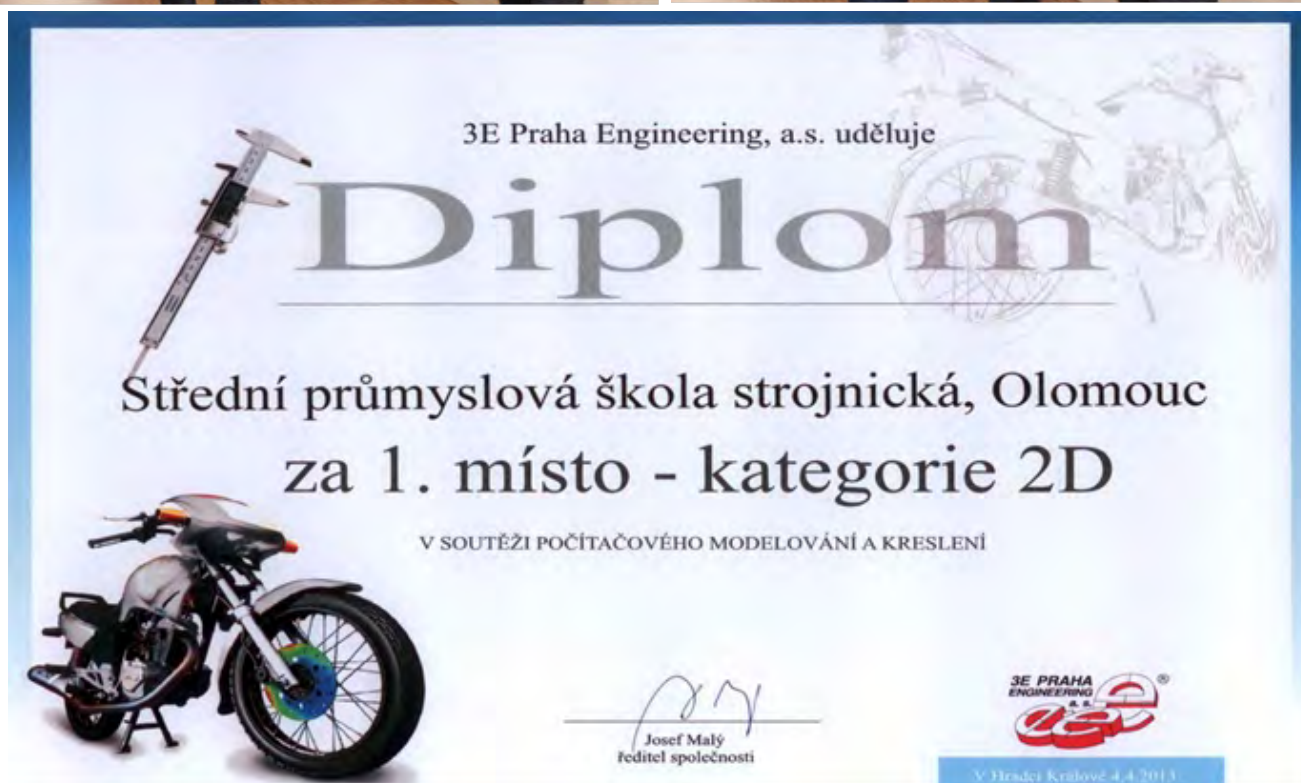 3E Praha Engineering, a.s. uděluje
Diplom
Střední průmyslová škola strojnická, Olomouc
za 1. místo - kategorie 2D
V SOUTĚŽI POČÍTAČOVÉHO MODELOVÁNÍ A KRESLENÍ
Josef Malý
ředitel společnosti
3E PRAHA
ENGINEERING
a. s.
V Hradci Králové 4.4.2013